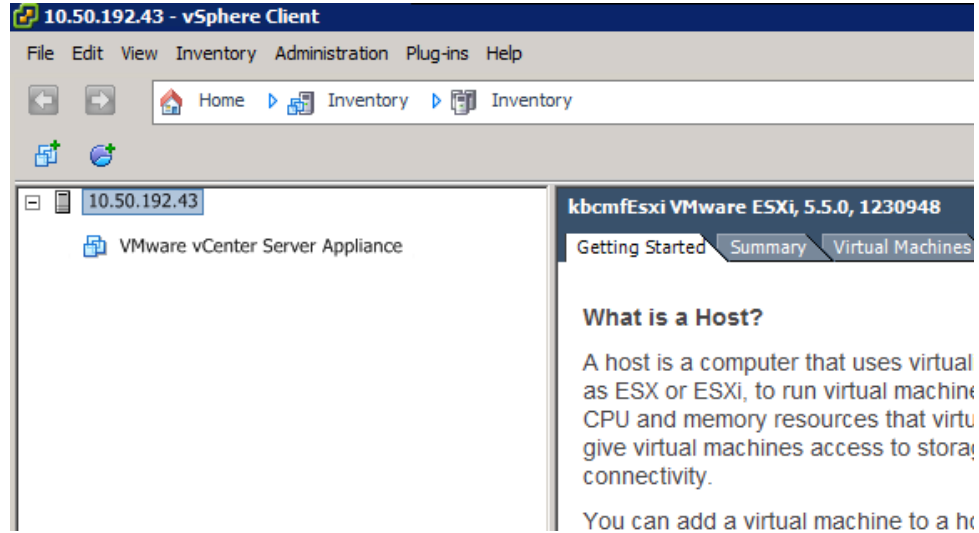 10.50.192.43 - vSphere Client
File Edit View Inventory Administration Plug-ins Help
Home Inventory Inventory
10.50.192.43
VMware vCenter Server Appliance
kbcmfEsxi VMware ESXi, 5.5.0, 1230948
Getting Started Summary Virtual Machines
What is a Host?
A host is a computer that uses virtual
as ESX or ESXi, to run virtual machine
CPU and memory resources that virtu
give virtual machines access to storag
connectivity.
You can add a virtual machine to a ho